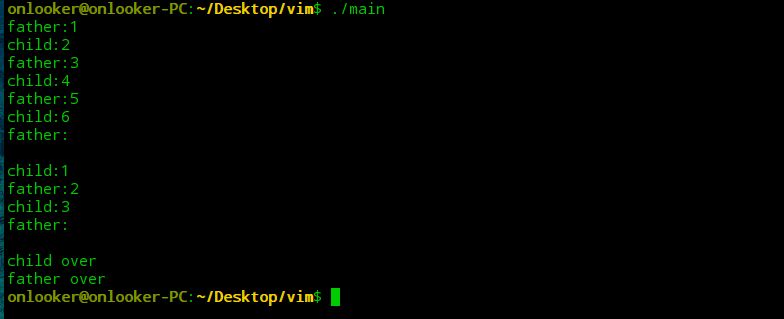 onlooker@onlooker-PC:~/Desktop/vim$ ./main
father:1
child:2
father:3
child:4
father:5
child:6
father:
child:1
father:2
child:3
father:
child over
father over
onlooker@onlooker-PC:~/Desktop/vim$